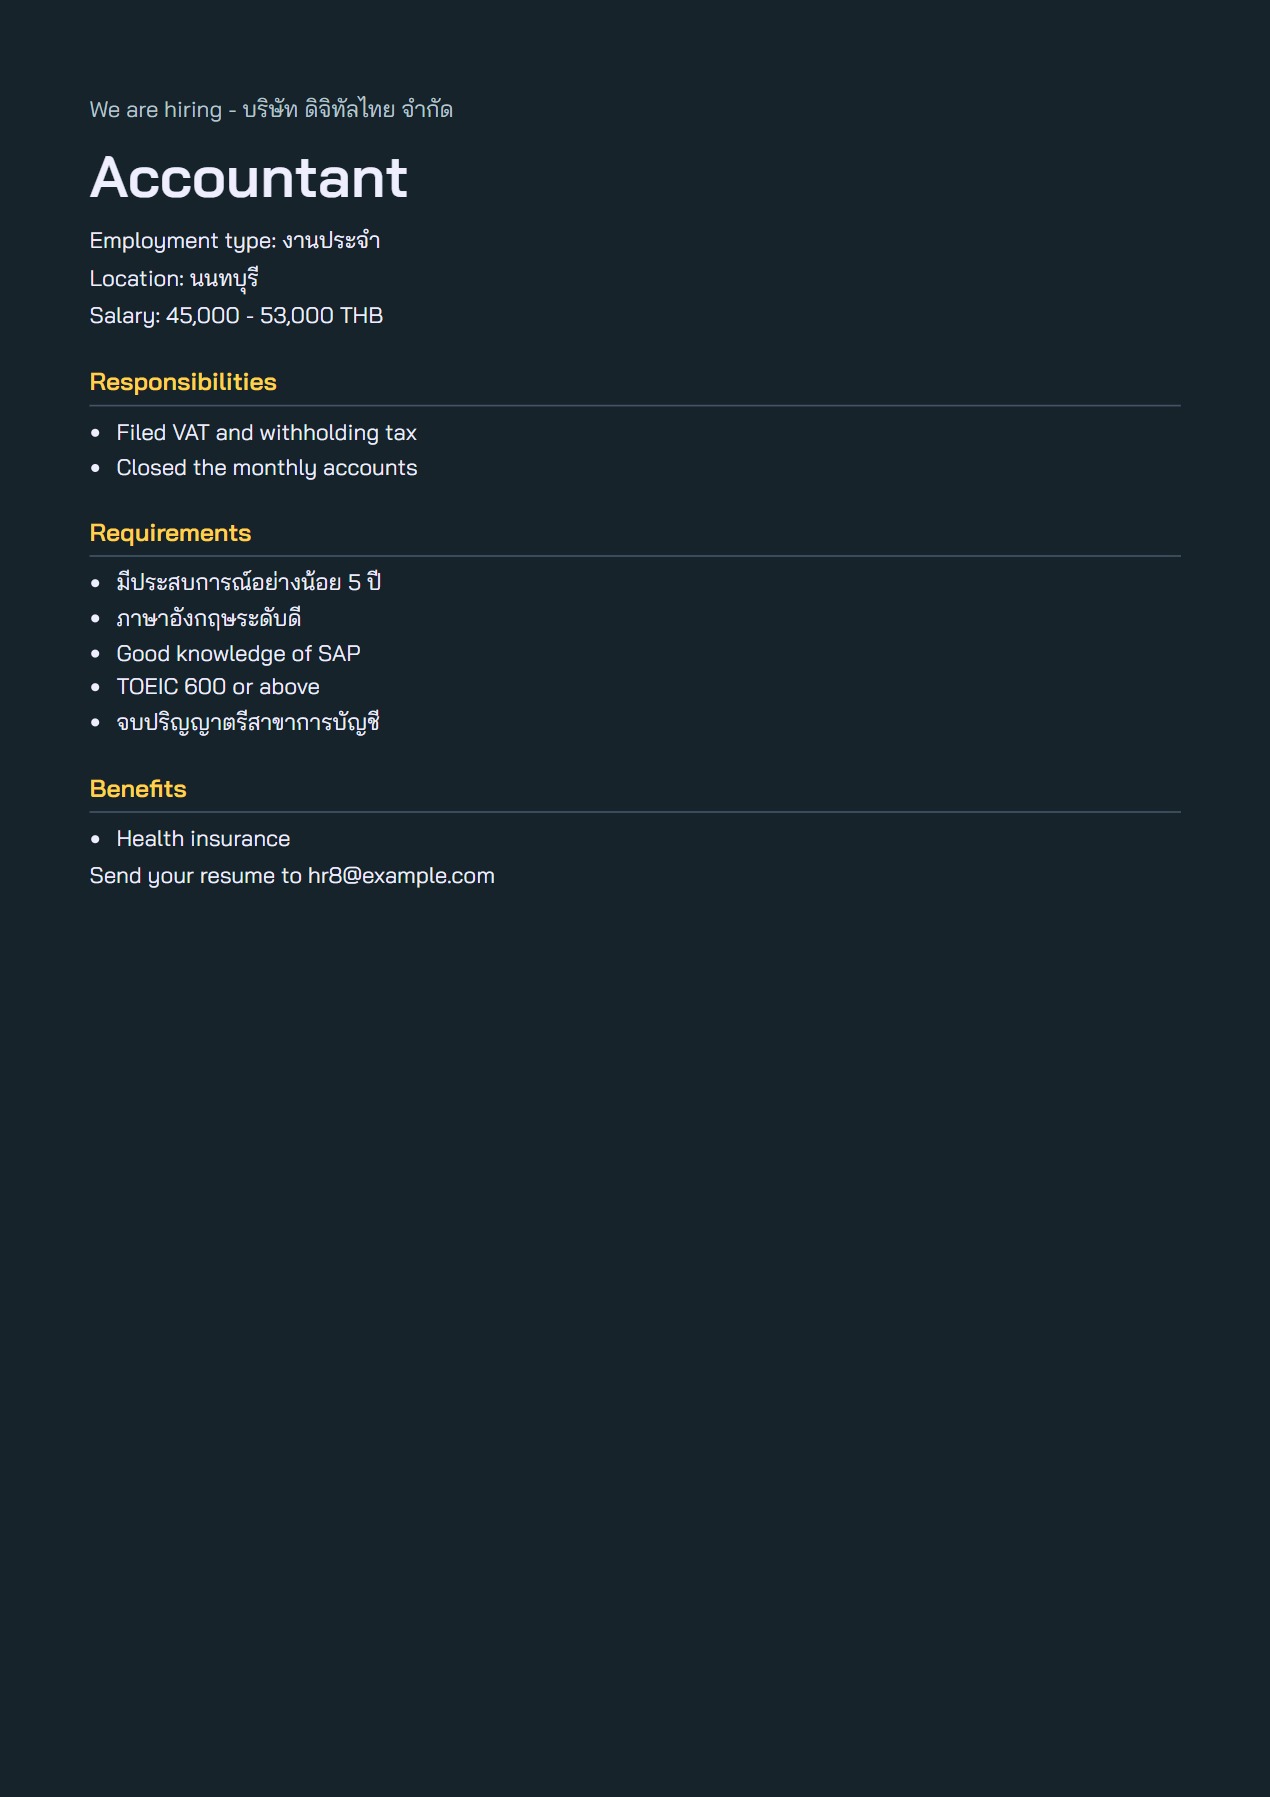 We are hiring - บริษัท ดิจิทัลไทย จำกัด
Accountant
Employment type: งานประจำ
Location: นนทบุรี
Salary: 45,000 - 53,000 THB
Responsibilities
• Filed VAT and withholding tax
• Closed the monthly accounts
Requirements
• มีประสบการณ์อย่างน้อย 5 ปี
• ภาษาอังกฤษระดับดี
• Good knowledge of SAP
• TOEIC 600 or above
• จบปริญญาตรีสาขาการบัญชี
Benefits
• Health insurance
Send your resume to hr8@example.com